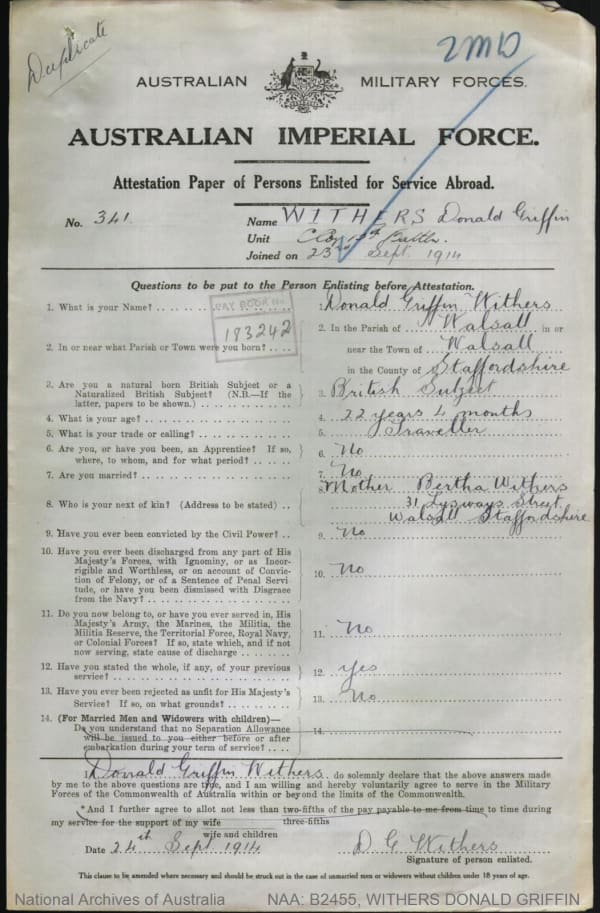 Duplicate
2MD
AUSTRALIAN MILITARY FORCES.
AUSTRALIAN IMPERIAL FORCE.
Attestation Paper of Persons Enlisted for Service Abroad.
No. 341 Name WITHERS Donald Griffin
Unit C Coy Battn.
Joined on 23rd Sept. 1914
Questions to be put to the Person Enlisting before Attestation.
1. What is your Name? 1. Donald Griffin Withers
PAY BOOK No.
183242
2. In or near what Parish or Town were you born? 2. In the Parish of Walsall in or
near the Town of Walsall
in the County of Staffordshire
3. Are you a natural born British Subject or a
Naturalized British Subject? (N.B.—If the
latter, papers to be shown.) 3. British Subject
4. What is your age? 4. 22 years 4 months
5. What is your trade or calling? 5. Traveller
6. Are you, or have you been, an Apprentice? If so,
where, to whom, and for what period? 6. No
7. Are you married? 7. No
8. Who is your next of kin? (Address to be stated) 8. Mother Bertha Withers
31 Lysways Street
Walsall Staffordshire
9. Have you ever been convicted by the Civil Power? 9. No
10. Have you ever been discharged from any part of His
Majesty's Forces, with Ignominy, or as Incor-
rigible and Worthless, or on account of Convic-
tion of Felony, or of a Sentence of Penal Servi-
tude, or have you been dismissed with Disgrace
from the Navy? 10. No
11. Do you now belong to, or have you ever served in, His
Majesty's Army, the Marines, the Militia, the
Militia Reserve, the Territorial Force, Royal Navy,
or Colonial Forces? If so, state which, and if not
now serving, state cause of discharge 11. No
12. Have you stated the whole, if any, of your previous
service? 12. yes
13. Have you ever been rejected as unfit for His Majesty's
Service? If so, on what grounds? 13. No
14. (For Married Men and Widowers with children)—
Do you understand that no Separation Allowance
will be issued to you either before or after
embarkation during your term of service? 14.
I, Donald Griffin Withers do solemnly declare that the above answers made
by me to the above questions are true, and I am willing and hereby voluntarily agree to serve in the Military
Forces of the Commonwealth of Australia within or beyond the limits of the Commonwealth.
*And I further agree to allot not less than two-fifths of the pay payable to me from time to time during
three-fifths
my service for the support of my wife
wife and children
Date 24th Sept. 1914 D G Withers
Signature of person enlisted.
This clause to be amended where necessary and should be struck out in the case of unmarried men or widowers without children under 18 years of age.
National Archives of Australia NAA: B2455, WITHERS DONALD GRIFFIN